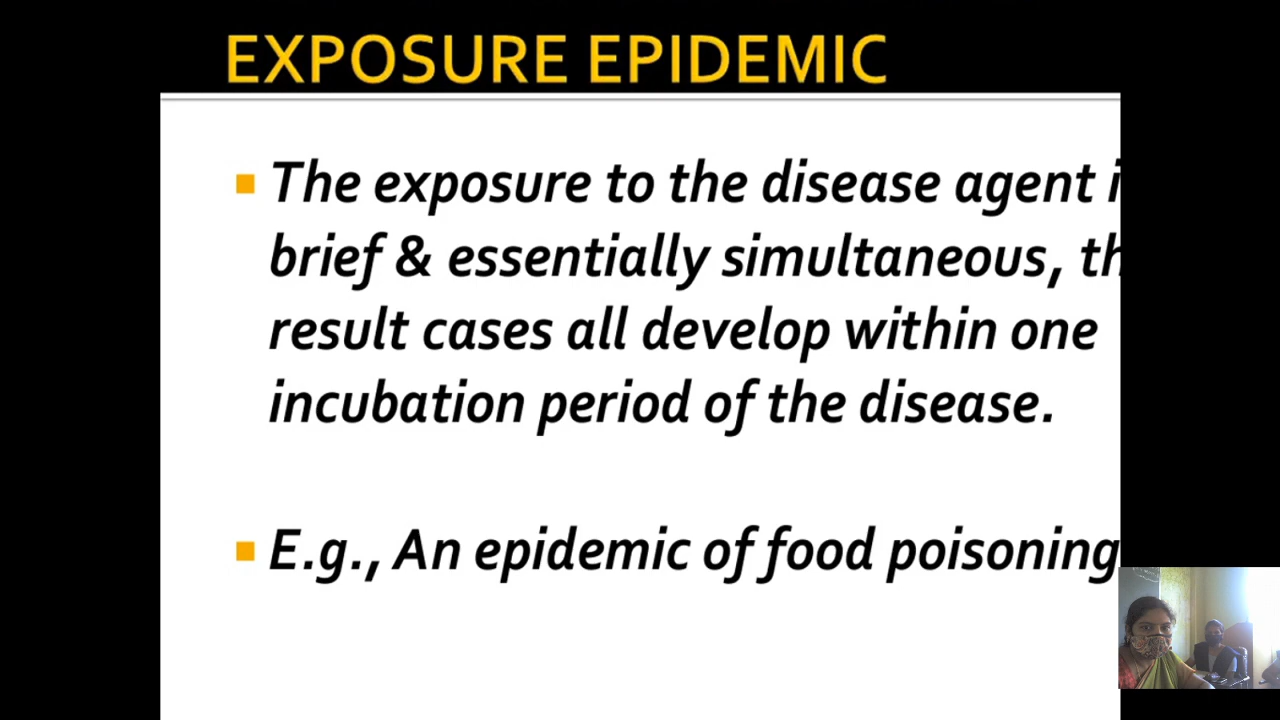 EXPOSURE EPIDEMIC
The exposure to the disease agent
brief & essentially simultaneous,
result cases all develop within one
incubation period of the disease.
E.g., An epidemic of food poisoning